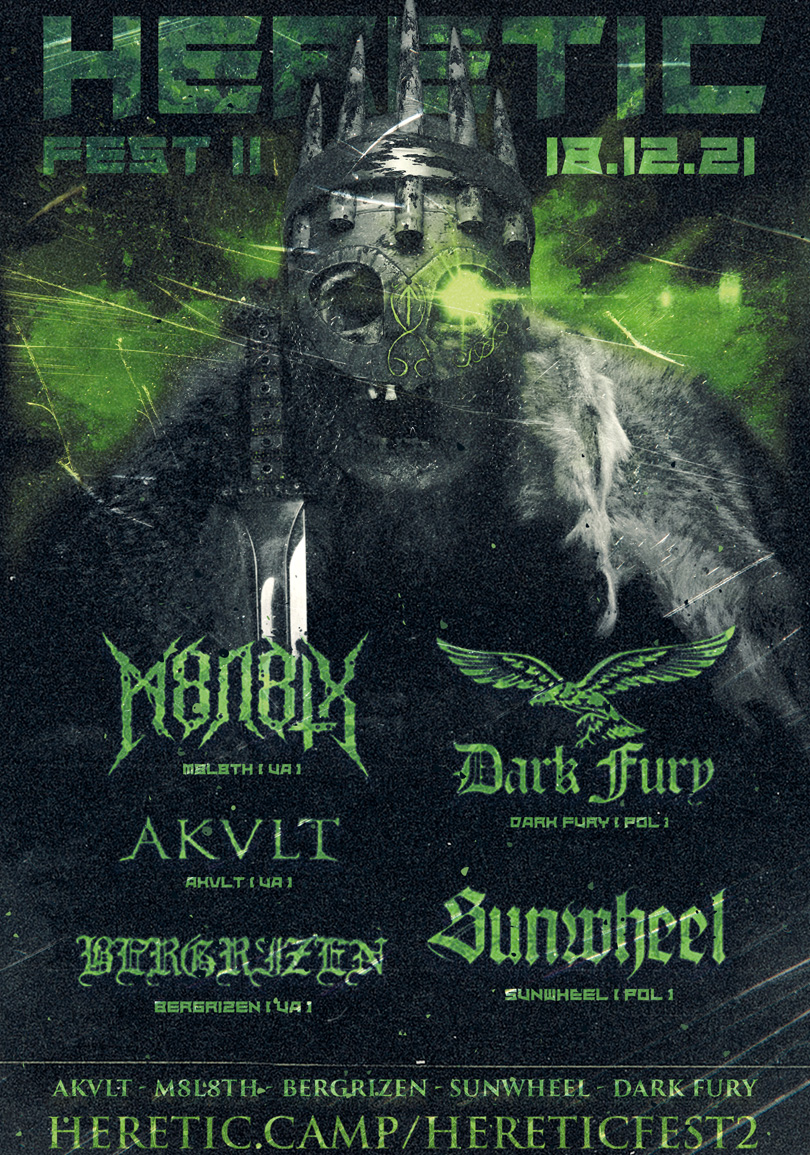 HERETIC
FEST II
18.12.21
M8Л8ТХ
M8L8TH [ UA ]
Dark Fury
DARK FURY [ POL ]
AKVLT
AKVLT [ UA ]
Sunwheel
SUNWHEEL [ POL ]
BERGRIZEN
BERGRIZEN [ UA ]
AKVLT - M8L8TH - BERGRIZEN - SUNWHEEL - DARK FURY
HERETIC.CAMP/HERETICFEST2